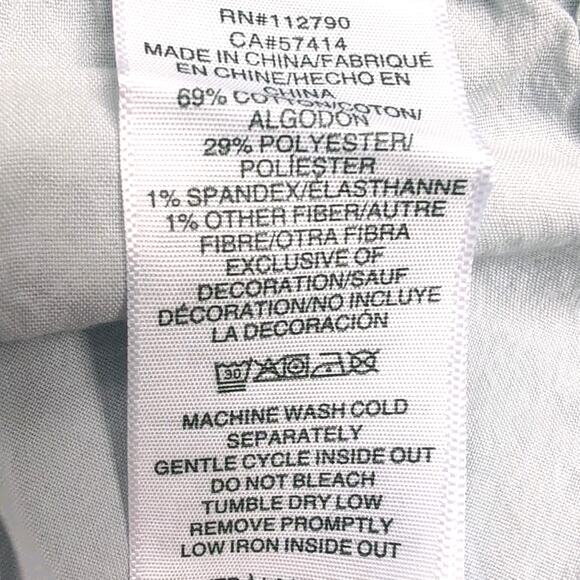 RN#112790
CA#57414
MADE IN CHINA/FABRIQUÉ
EN CHINE/HECHO EN
CHINA
69% COTTON/COTON/
ALGODÓN
29% POLYESTER/
POLIÉSTER
1% SPANDEX/ÉLASTHANNE
1% OTHER FIBER/AUTRE
FIBRE/OTRA FIBRA
EXCLUSIVE OF
DECORATION/SAUF
DÉCORATION/NO INCLUYE
LA DECORACIÓN
30
MACHINE WASH COLD
SEPARATELY
GENTLE CYCLE INSIDE OUT
DO NOT BLEACH
TUMBLE DRY LOW
REMOVE PROMPTLY
LOW IRON INSIDE OUT